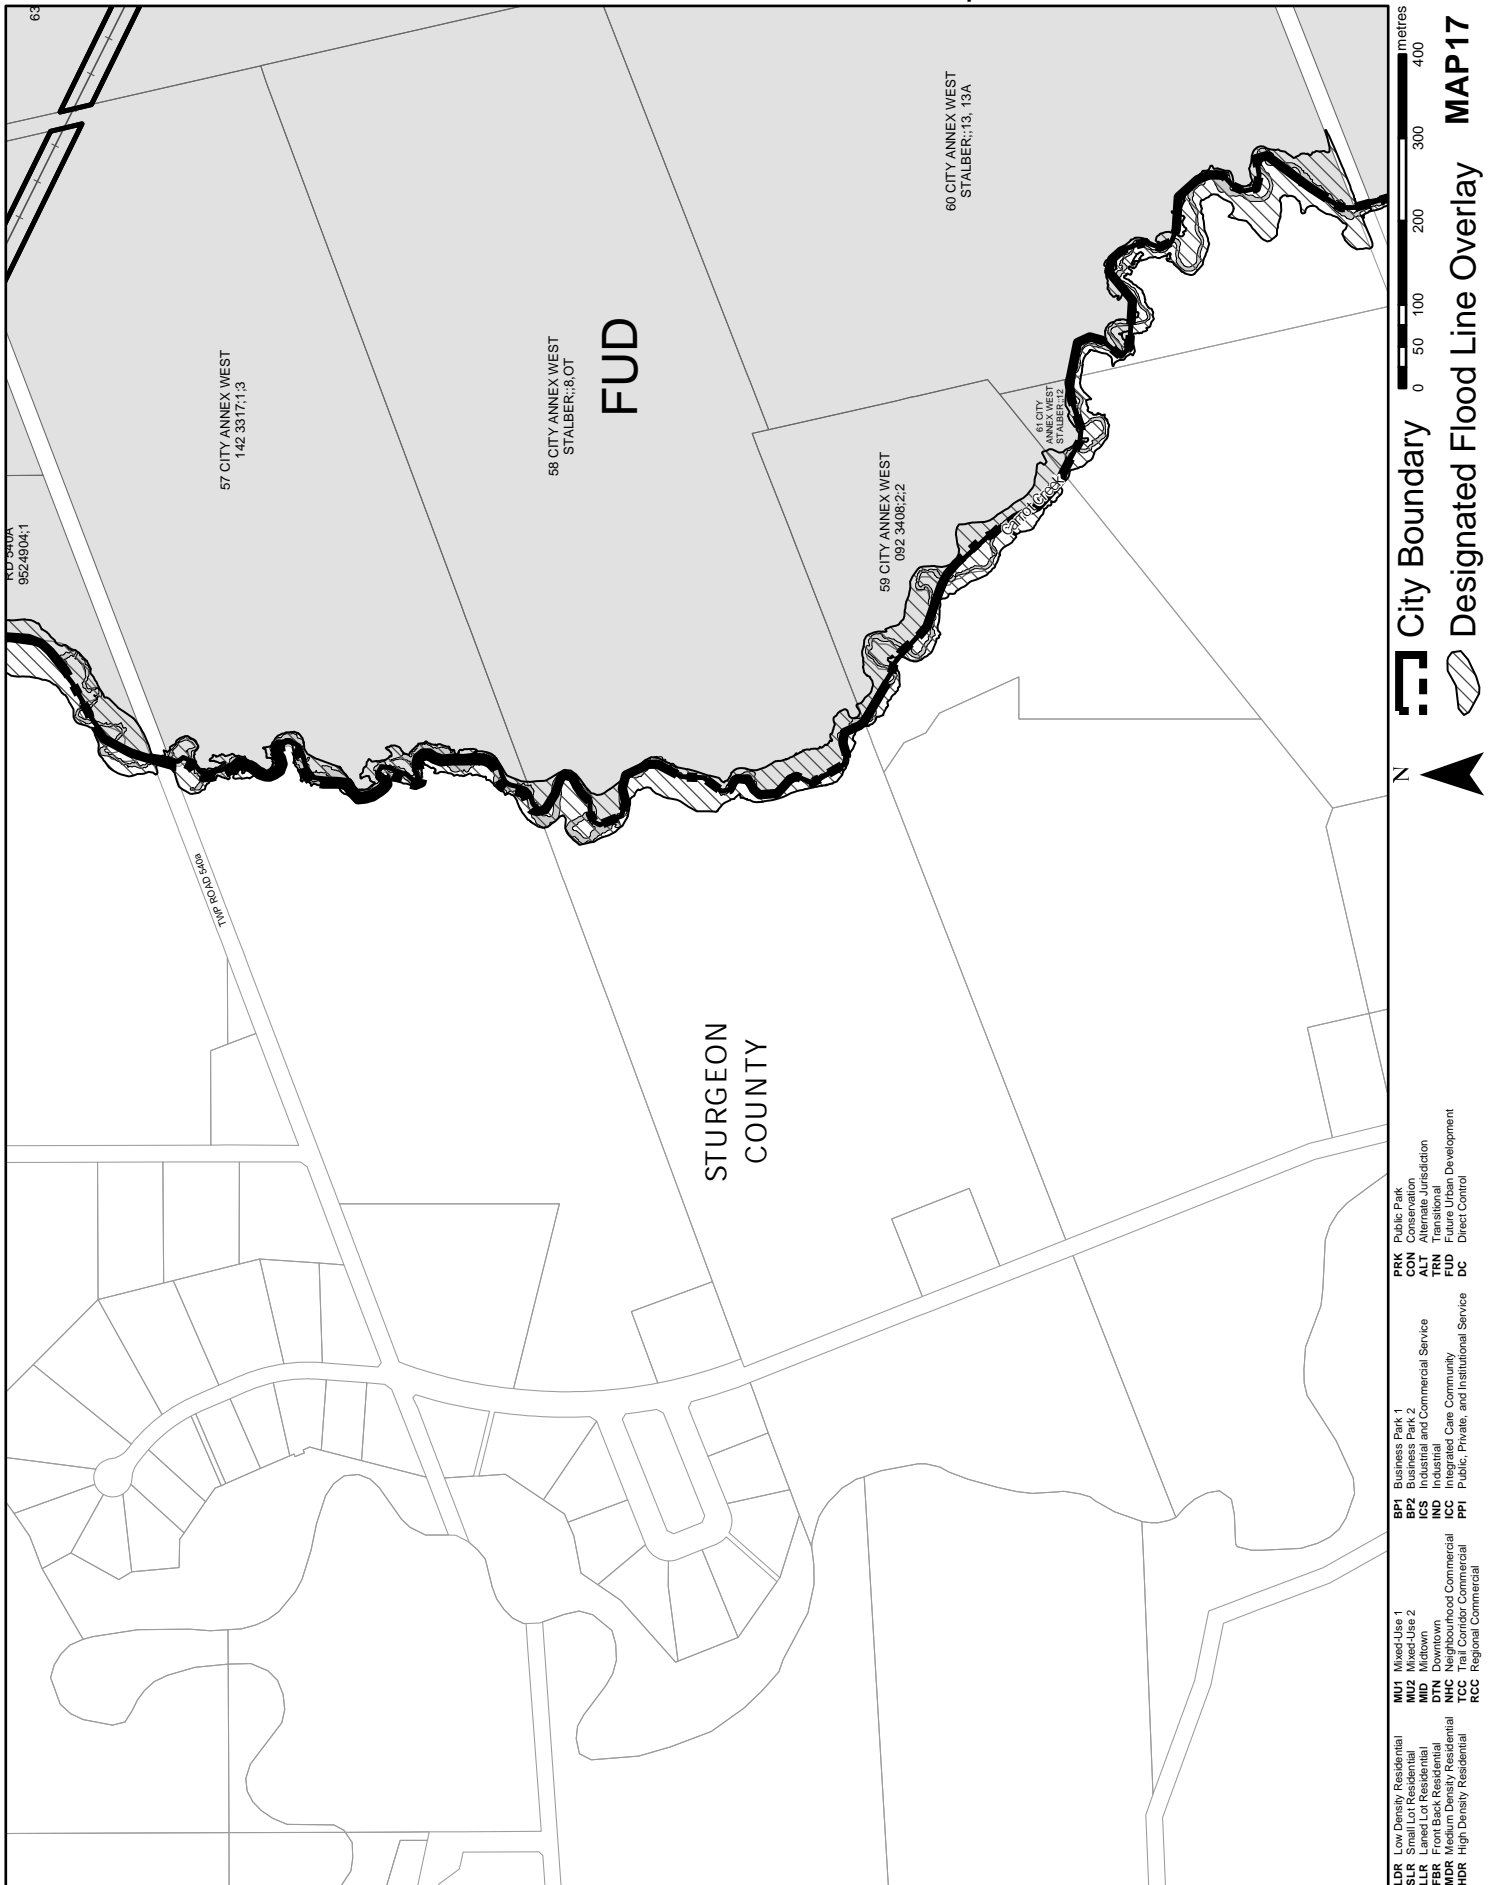 63
RD 540A
9524904;1
57 CITY ANNEX WEST
142 3317;1;3
58 CITY ANNEX WEST
STALBER;;8,OT
FUD
60 CITY ANNEX WEST
STALBER;;13, 13A
59 CITY ANNEX WEST
092 3408;2;2
61 CITY
ANNEX WEST
STALBER;;12
Carrot Creek
TWP ROAD 540a
STURGEON
COUNTY
LDR Low Density Residential
SLR Small Lot Residential
LLR Laned Lot Residential
FBR Front Back Residential
MDR Medium Density Residential
HDR High Density Residential
MU1 Mixed-Use 1
MU2 Mixed-Use 2
MID Midtown
DTN Downtown
NHC Neighbourhood Commercial
TCC Trail Corridor Commercial
RCC Regional Commercial
BP1 Business Park 1
BP2 Business Park 2
ICS Industrial and Commercial Service
IND Industrial
ICC Integrated Care Community
PPI Public, Private, and Institutional Service
PRK Public Park
CON Conservation
ALT Alternate Jurisdiction
TRN Transitional
FUD Future Urban Development
DC Direct Control
N
City Boundary
Designated Flood Line Overlay
0 50 100 200 300 400
metres
MAP17